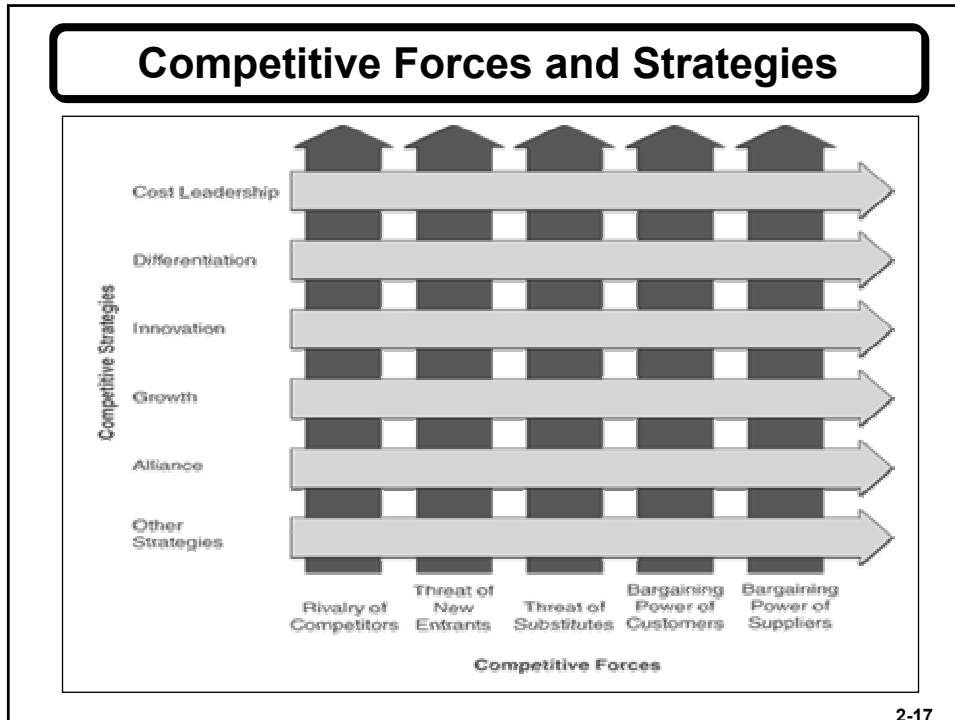 Competitive Forces and Strategies
Competitive Strategies
Cost Leadership
Differentiation
Innovation
Growth
Alliance
Other
Strategies
Rivalry of
Competitors
Threat of
New
Entrants
Threat of
Substitutes
Bargaining
Power of
Customers
Bargaining
Power of
Suppliers
Competitive Forces
2-17